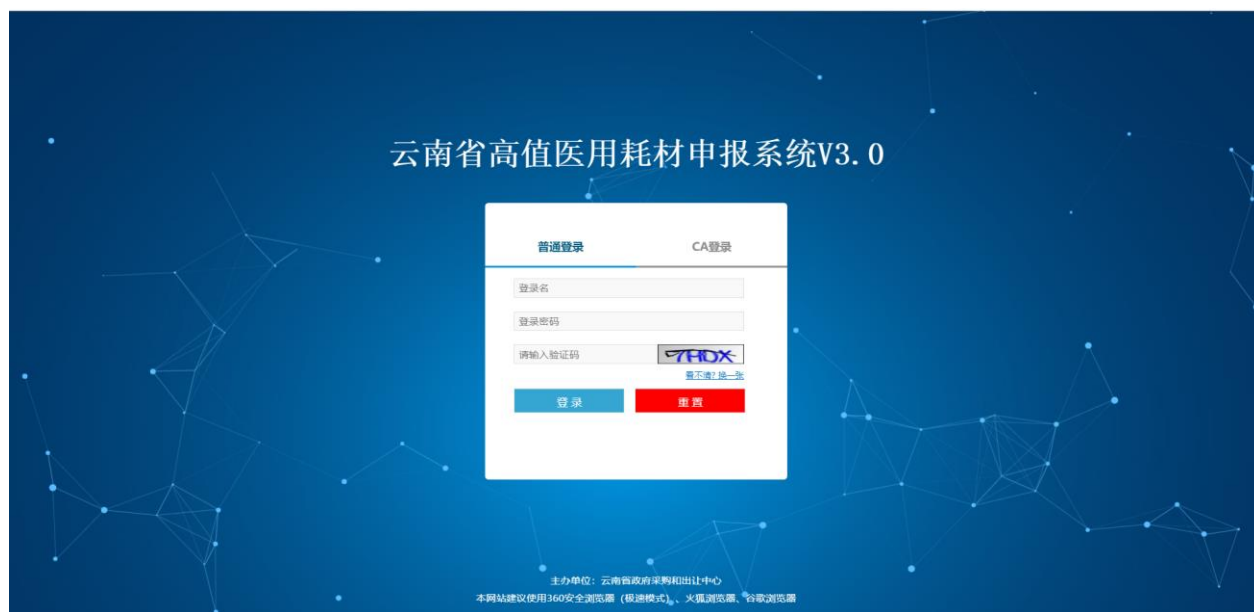 云南省高值医用耗材申报系统V3.0
普通登录 CA登录
登录名
登录密码
请输入验证码 7HDX
看不清？换一张
登录 重置
主办单位：云南省政府采购和出让中心
本网站建议使用360安全浏览器（极速模式）、火狐浏览器、谷歌浏览器